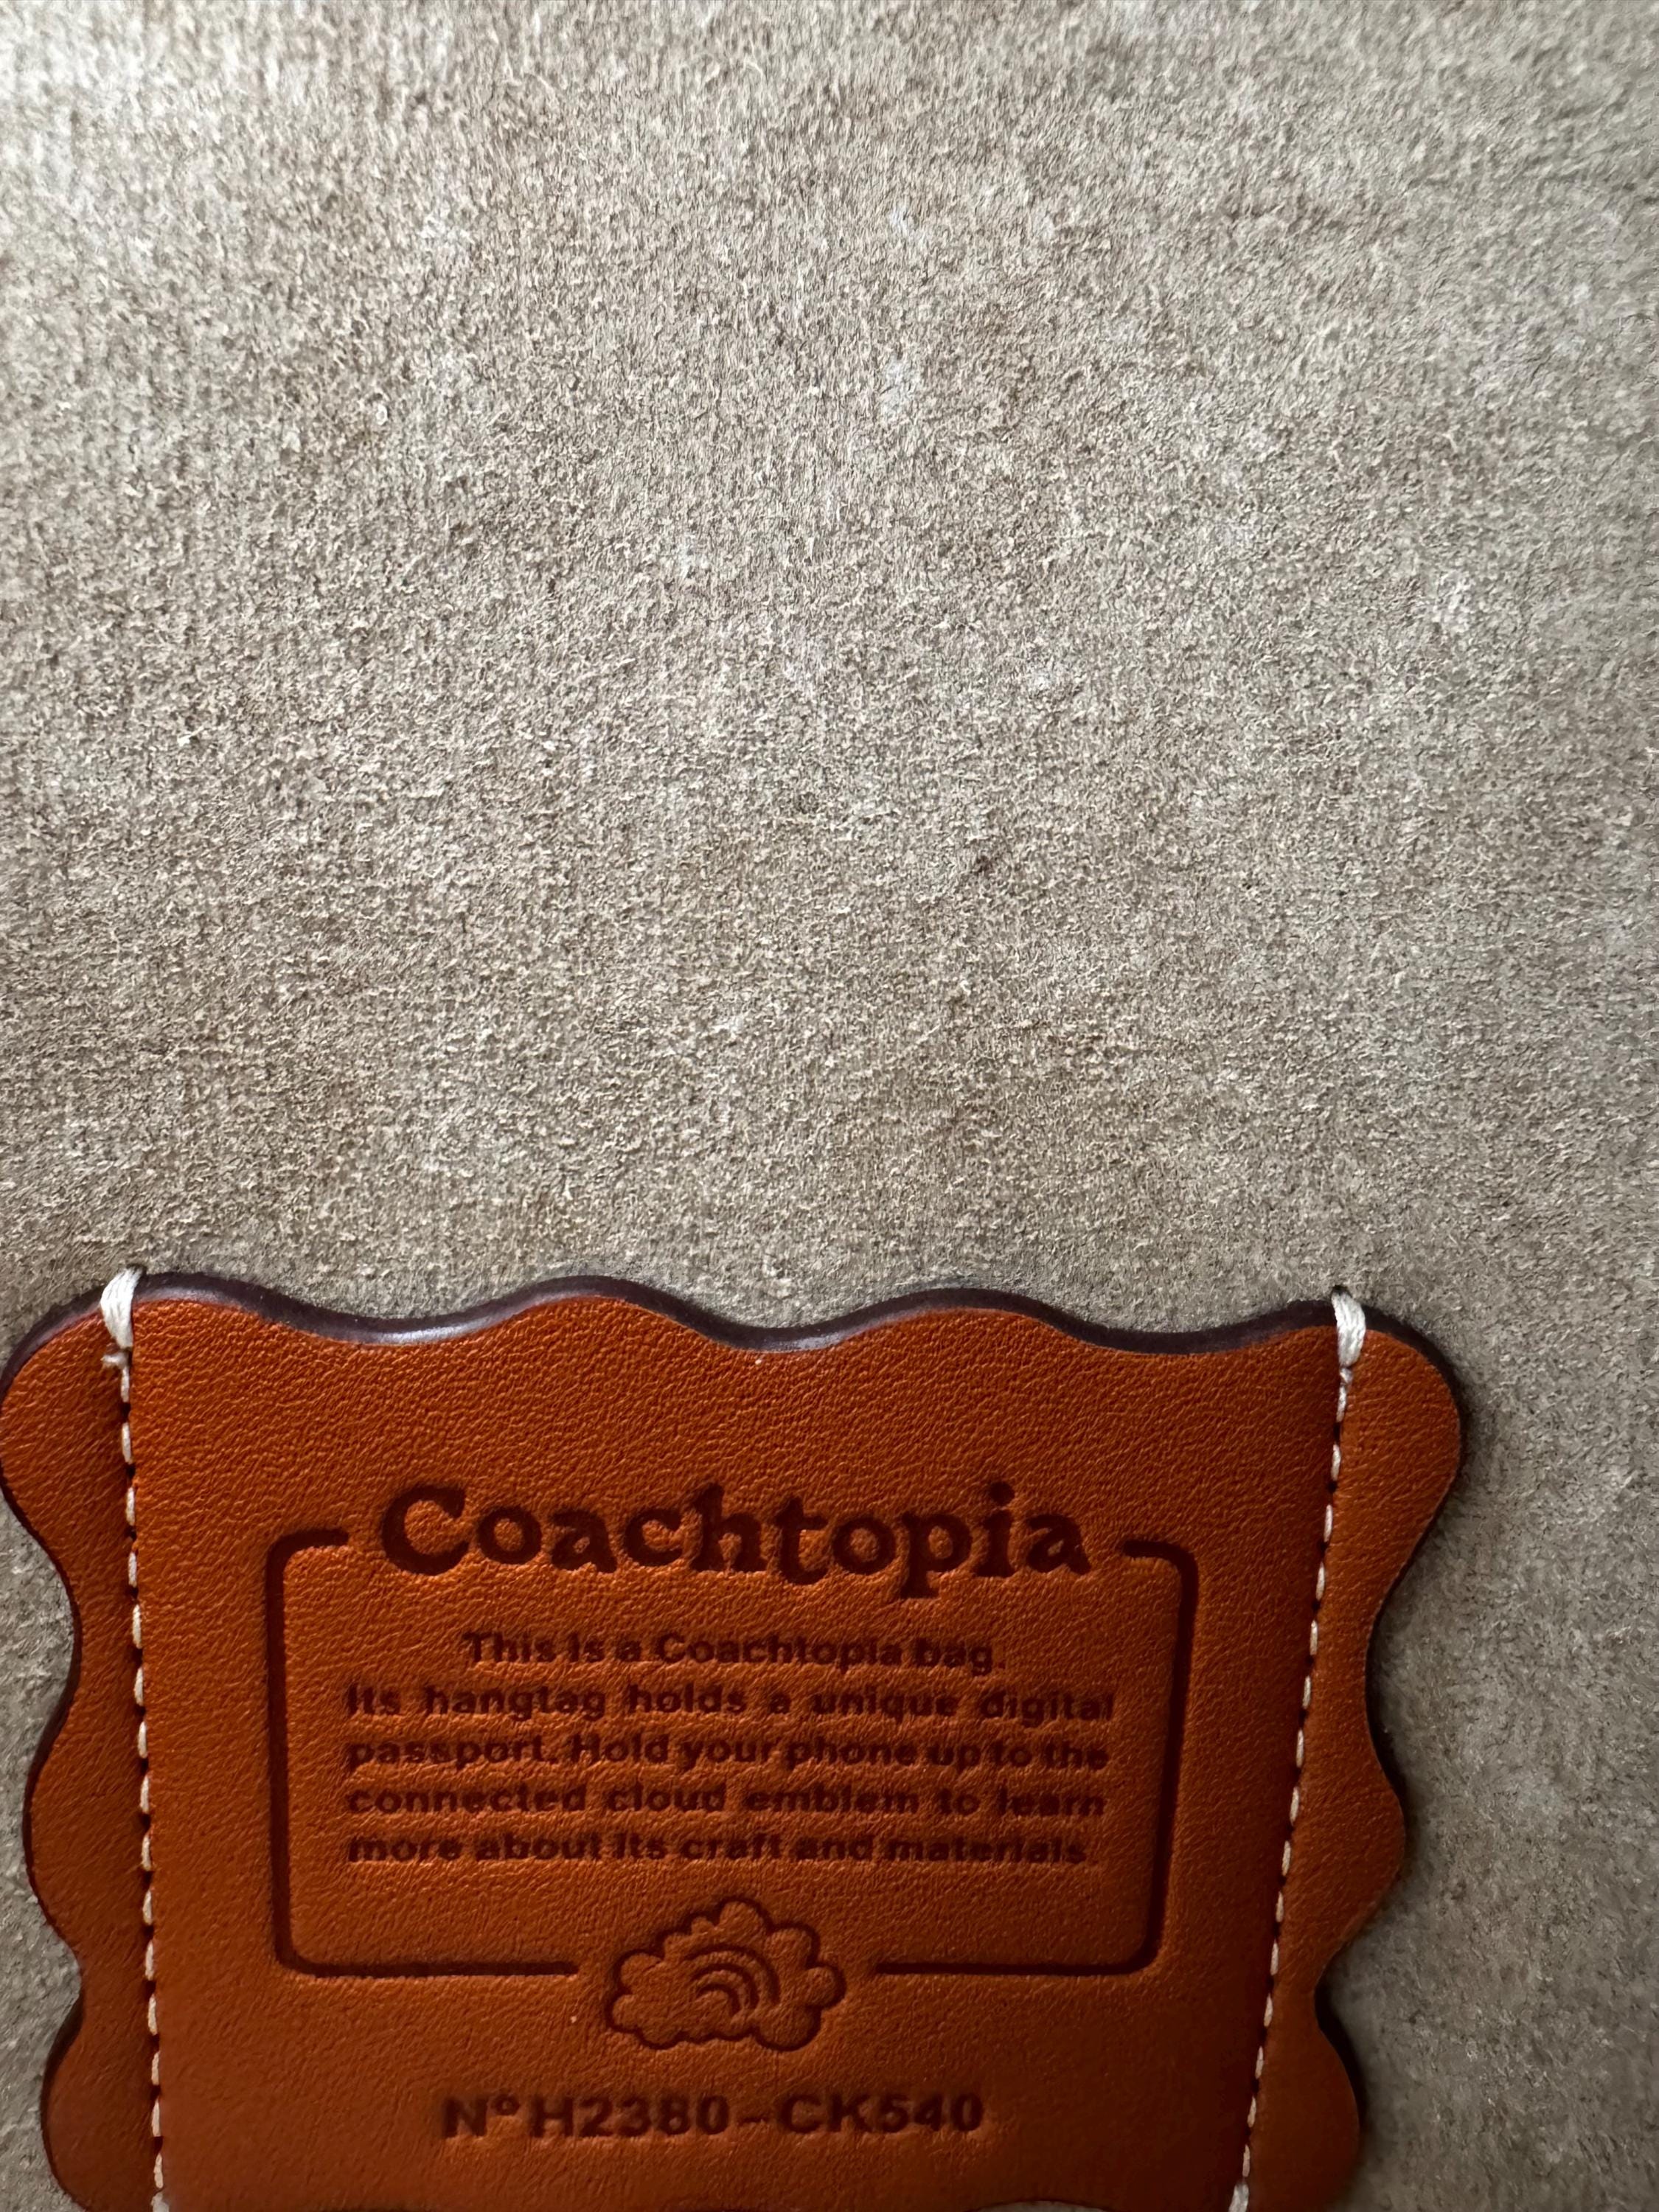 Coachtopia
This is a Coachtopia bag.
Its hangtag holds a unique digital
passport. Hold your phone up to the
connected cloud emblem to learn
more about its craft and materials.
Nº H2380-CK540